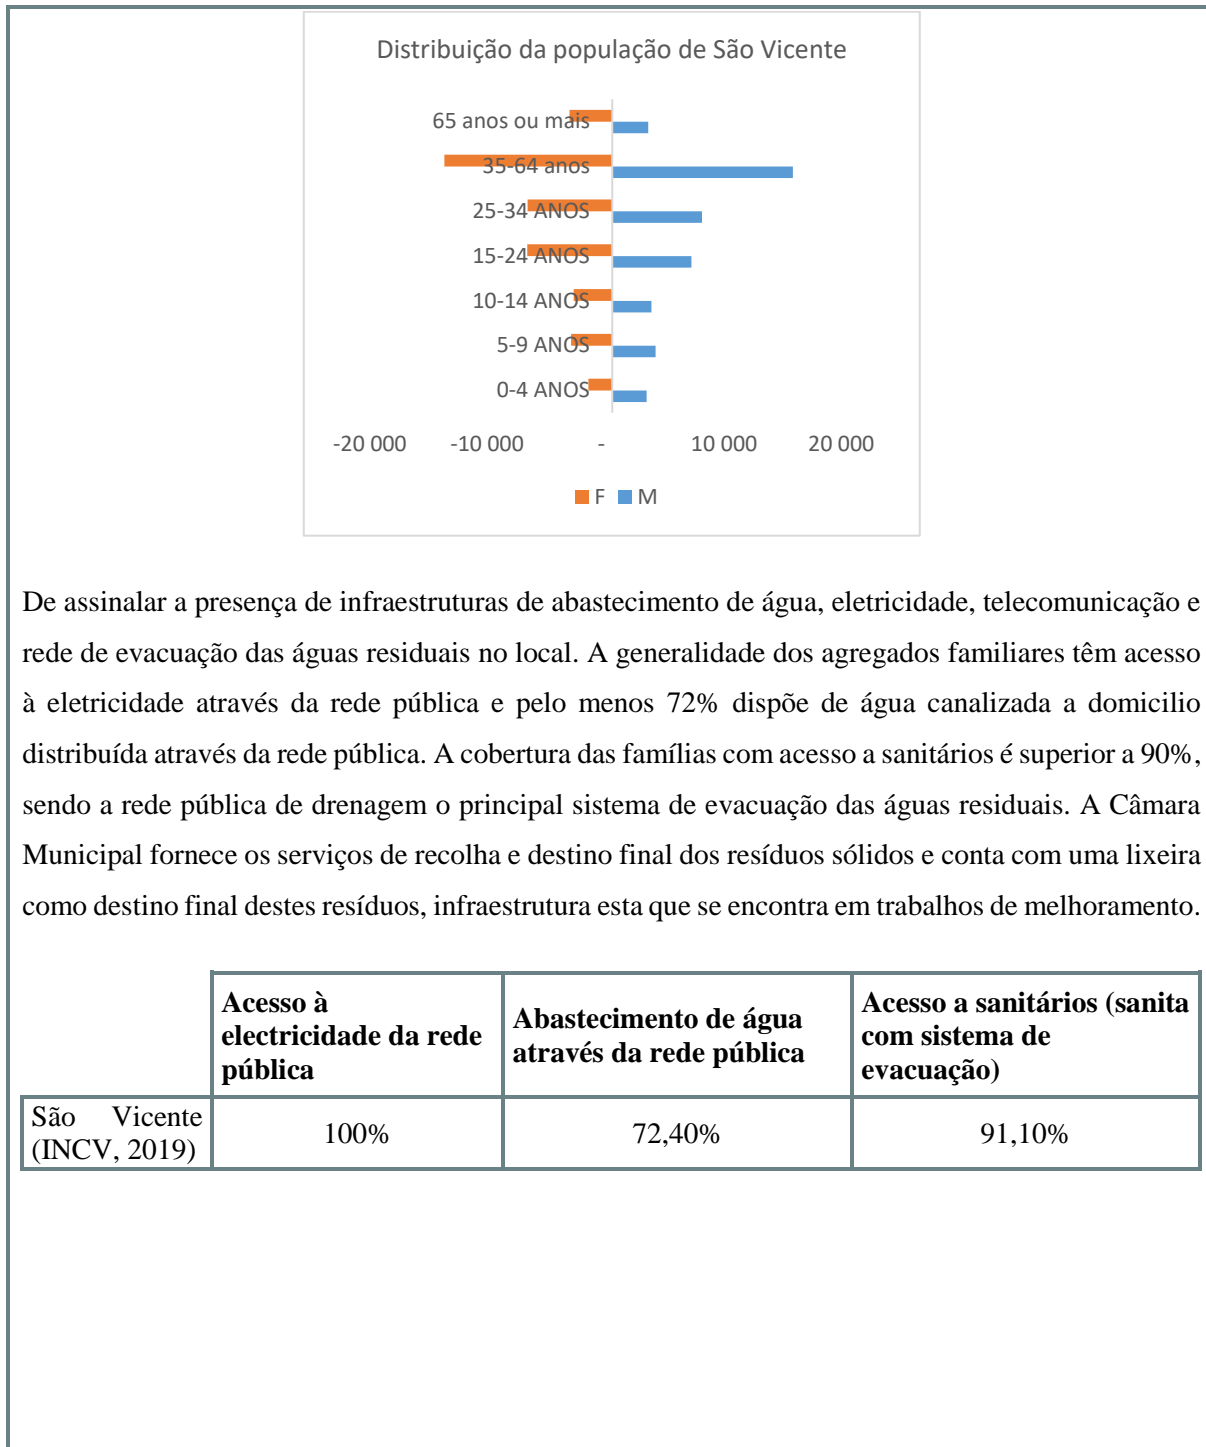 Distribuição da população de São Vicente
65 anos ou mais
35-64 anos
25-34 ANOS
15-24 ANOS
10-14 ANOS
5-9 ANOS
0-4 ANOS
-20 000 -10 000 - 10 000 20 000
F M
De assinalar a presença de infraestruturas de abastecimento de água, eletricidade, telecomunicação e
rede de evacuação das águas residuais no local. A generalidade dos agregados familiares têm acesso
à eletricidade através da rede pública e pelo menos 72% dispõe de água canalizada a domicilio
distribuída através da rede pública. A cobertura das famílias com acesso a sanitários é superior a 90%,
sendo a rede pública de drenagem o principal sistema de evacuação das águas residuais. A Câmara
Municipal fornece os serviços de recolha e destino final dos resíduos sólidos e conta com uma lixeira
como destino final destes resíduos, infraestrutura esta que se encontra em trabalhos de melhoramento.
Acesso à
electricidade da rede
pública
Abastecimento de água
através da rede pública
Acesso a sanitários (sanita
com sistema de
evacuação)
São Vicente
(INCV, 2019)
100%
72,40%
91,10%